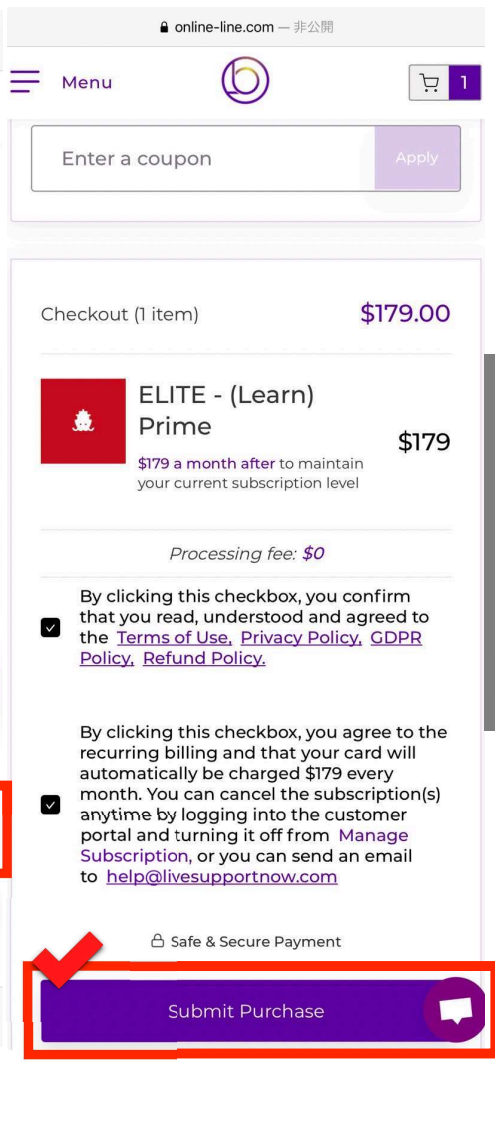 online-line.com — 非公開
Menu
1
Enter a coupon
Apply
Checkout (1 item)
$179.00
ELITE - (Learn)
Prime
$179
$179 a month after to maintain
your current subscription level
Processing fee: $0
By clicking this checkbox, you confirm
that you read, understood and agreed to
the Terms of Use, Privacy Policy, GDPR
Policy, Refund Policy.
By clicking this checkbox, you agree to the
recurring billing and that your card will
automatically be charged $179 every
month. You can cancel the subscription(s)
anytime by logging into the customer
portal and turning it off from Manage
Subscription, or you can send an email
to help@livesupportnow.com
Safe & Secure Payment
Submit Purchase